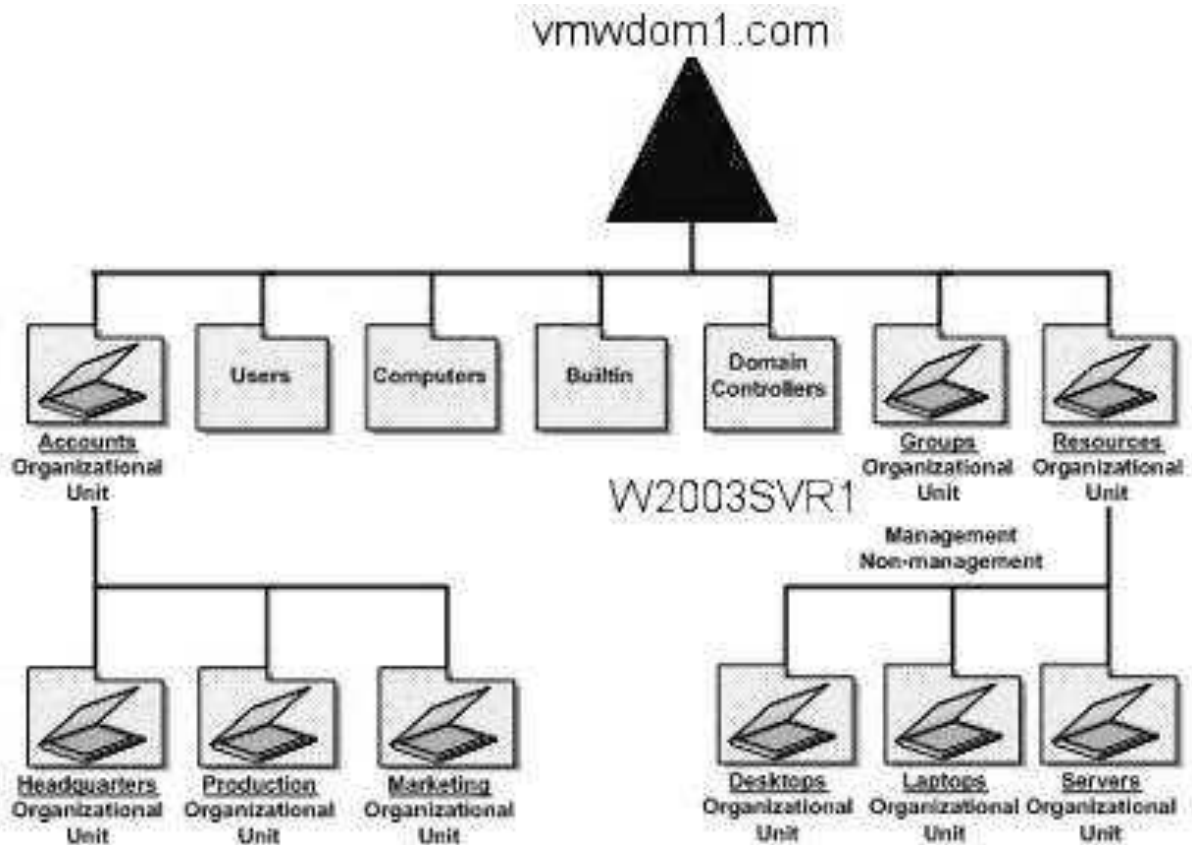 vmwdom1.com
Users
Computers
Builtin
Domain
Controllers
Accounts
Organizational
Unit
Groups
Organizational
Unit
Resources
Organizational
Unit
W2003SVR1
Management
Non-management
Headquarters
Organizational
Unit
Production
Organizational
Unit
Marketing
Organizational
Unit
Desktops
Organizational
Unit
Laptops
Organizational
Unit
Servers
Organizational
Unit